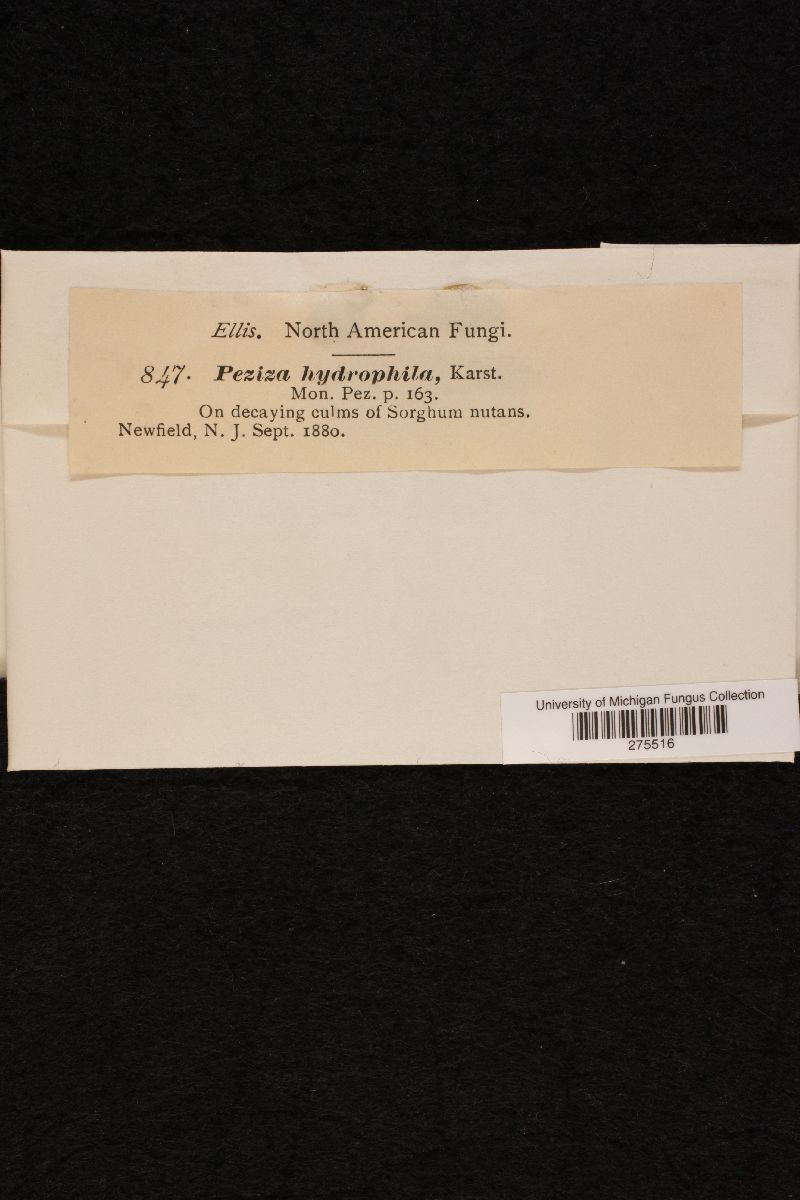 Ellis. North American Fungi.
847. Peziza hydrophila, Karst.
Mon. Pez. p. 163.
On decaying culms of Sorghum nutans.
Newfield, N. J. Sept. 1880.
University of Michigan Fungus Collection
275516